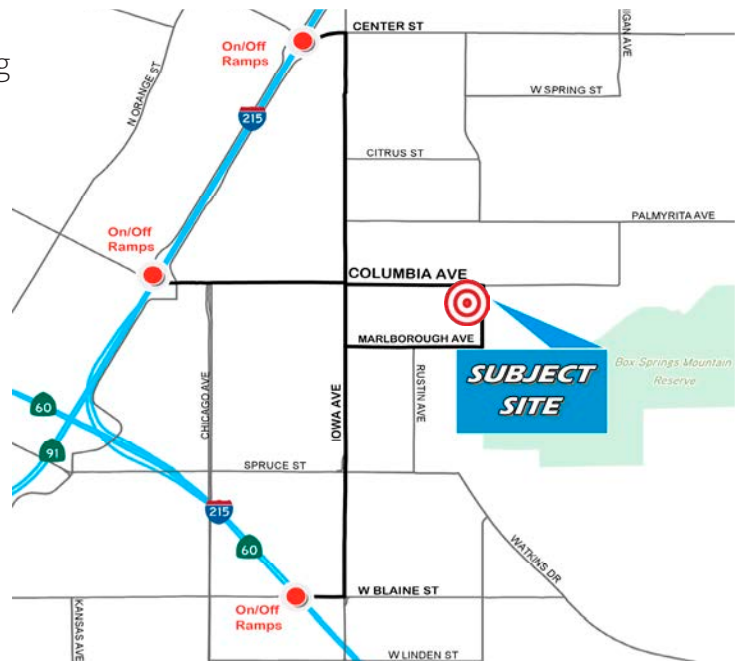 CENTER ST
IGAN AVE
On/Off
Ramps
g
N ORANGE ST
W SPRING ST
215
CITRUS ST
PALMYRITA AVE
On/Off
Ramps
COLUMBIA AVE
MARLBOROUGH AVE
SUBJECT
SITE
Box Springs Mountain
Reserve
CHICAGO AVE
IOWA AVE
RUSTIN AVE
60
91
SPRUCE ST
215
60
WATKINS DR
W BLAINE ST
On/Off
Ramps
KANSAS AVE
W LINDEN ST